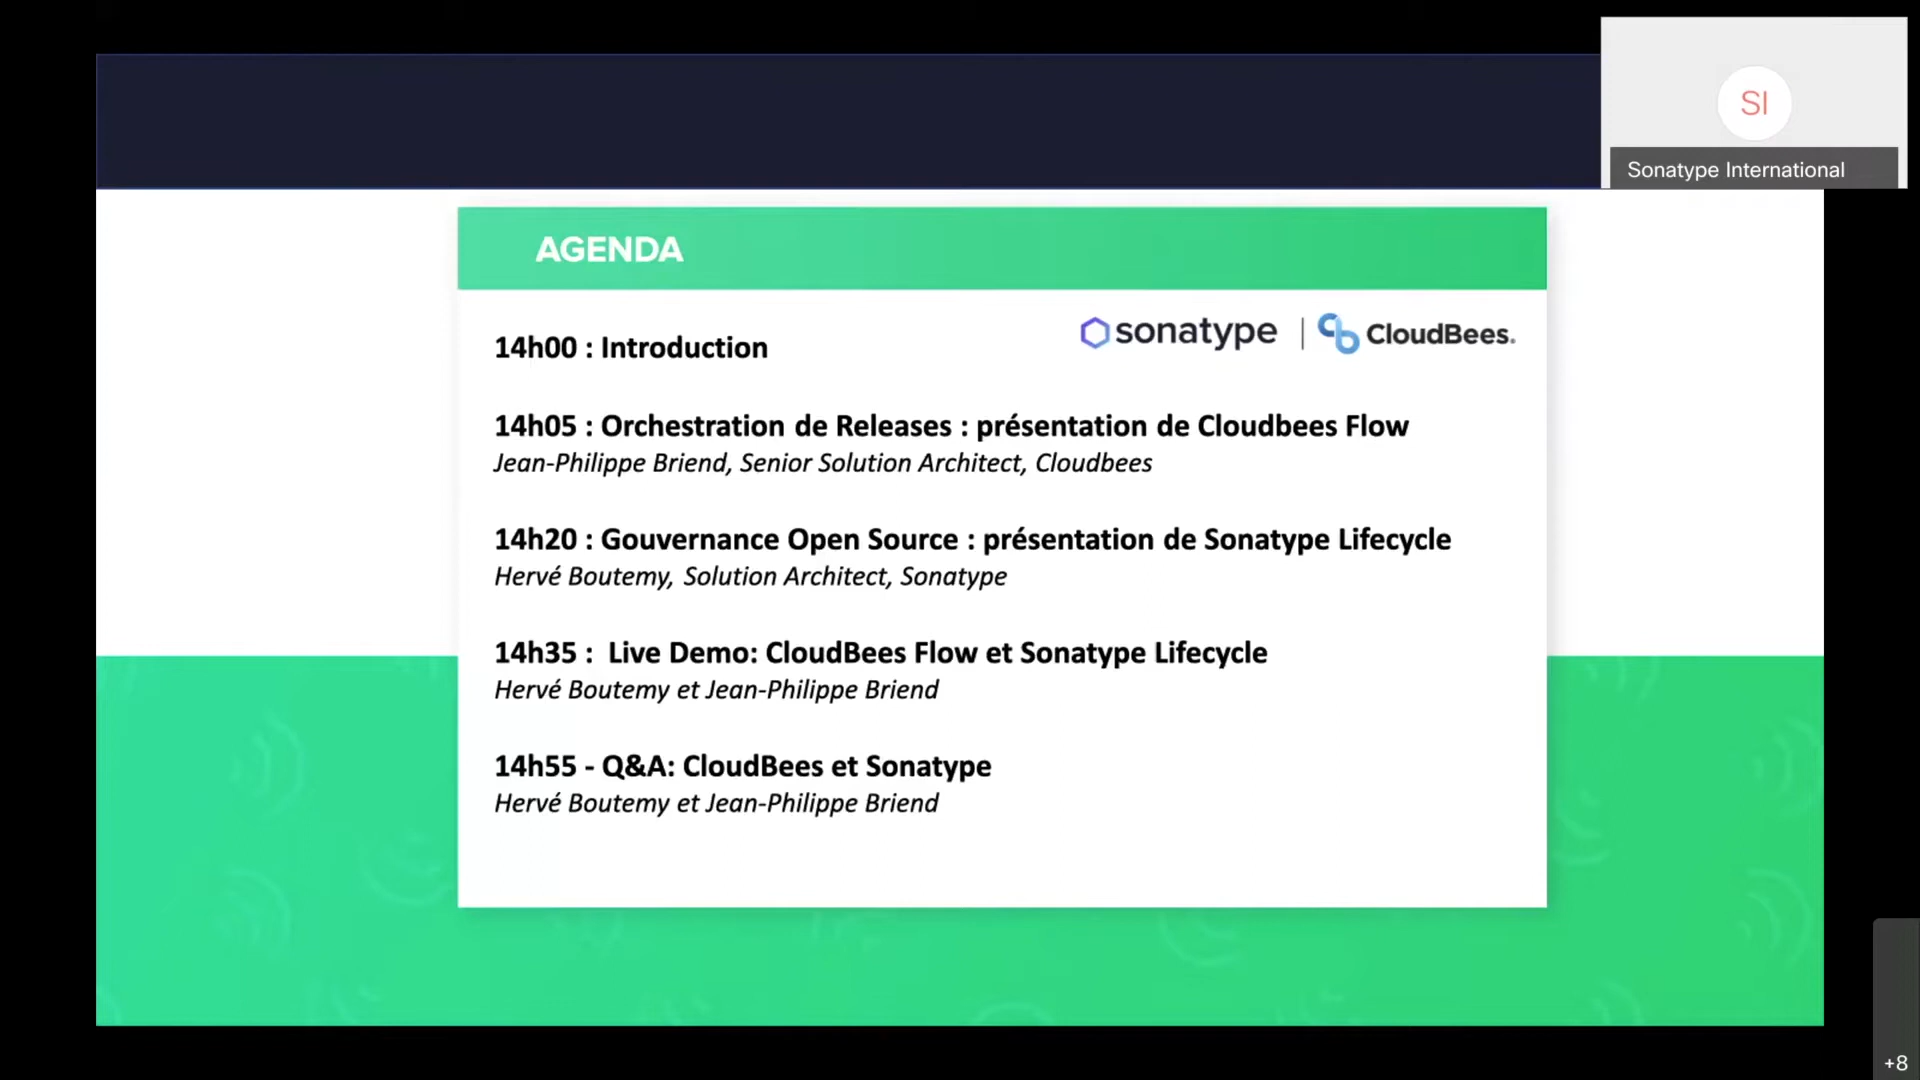 SI
Sonatype International
AGENDA
sonatype | CloudBees.
14h00 : Introduction
14h05 : Orchestration de Releases : présentation de Cloudbees Flow
Jean-Philippe Briend, Senior Solution Architect, Cloudbees
14h20 : Gouvernance Open Source : présentation de Sonatype Lifecycle
Hervé Boutemy, Solution Architect, Sonatype
14h35 :  Live Demo: CloudBees Flow et Sonatype Lifecycle
Hervé Boutemy et Jean-Philippe Briend
14h55 - Q&A: CloudBees et Sonatype
Hervé Boutemy et Jean-Philippe Briend
+8